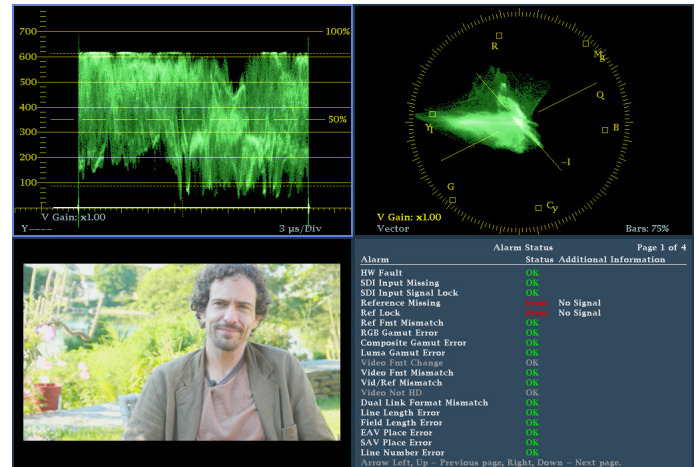 700
600
500
400
300
200
100
100%
50%
V Gain: x1.00
Y----
3 µs/Div
R
Mg
Q
B
Yl
-I
G
Cy
V Gain: x1.00
Vector
Bars: 75%
Alarm Status Page 1 of 4
Alarm Status Additional Information
HW Fault OK
SDI Input Missing OK
SDI Input Signal Lock OK
Reference Missing Error No Signal
Ref Lock Error No Signal
Ref Fmt Mismatch OK
RGB Gamut Error OK
Composite Gamut Error OK
Luma Gamut Error OK
Video Fmt Change OK
Video Fmt Mismatch OK
Vid/Ref Mismatch OK
Video Not HD OK
Dual Link Format Mismatch OK
Line Length Error OK
Field Length Error OK
EAV Place Error OK
SAV Place Error OK
Line Number Error OK
Arrow Left, Up - Previous page, Right, Down - Next page.